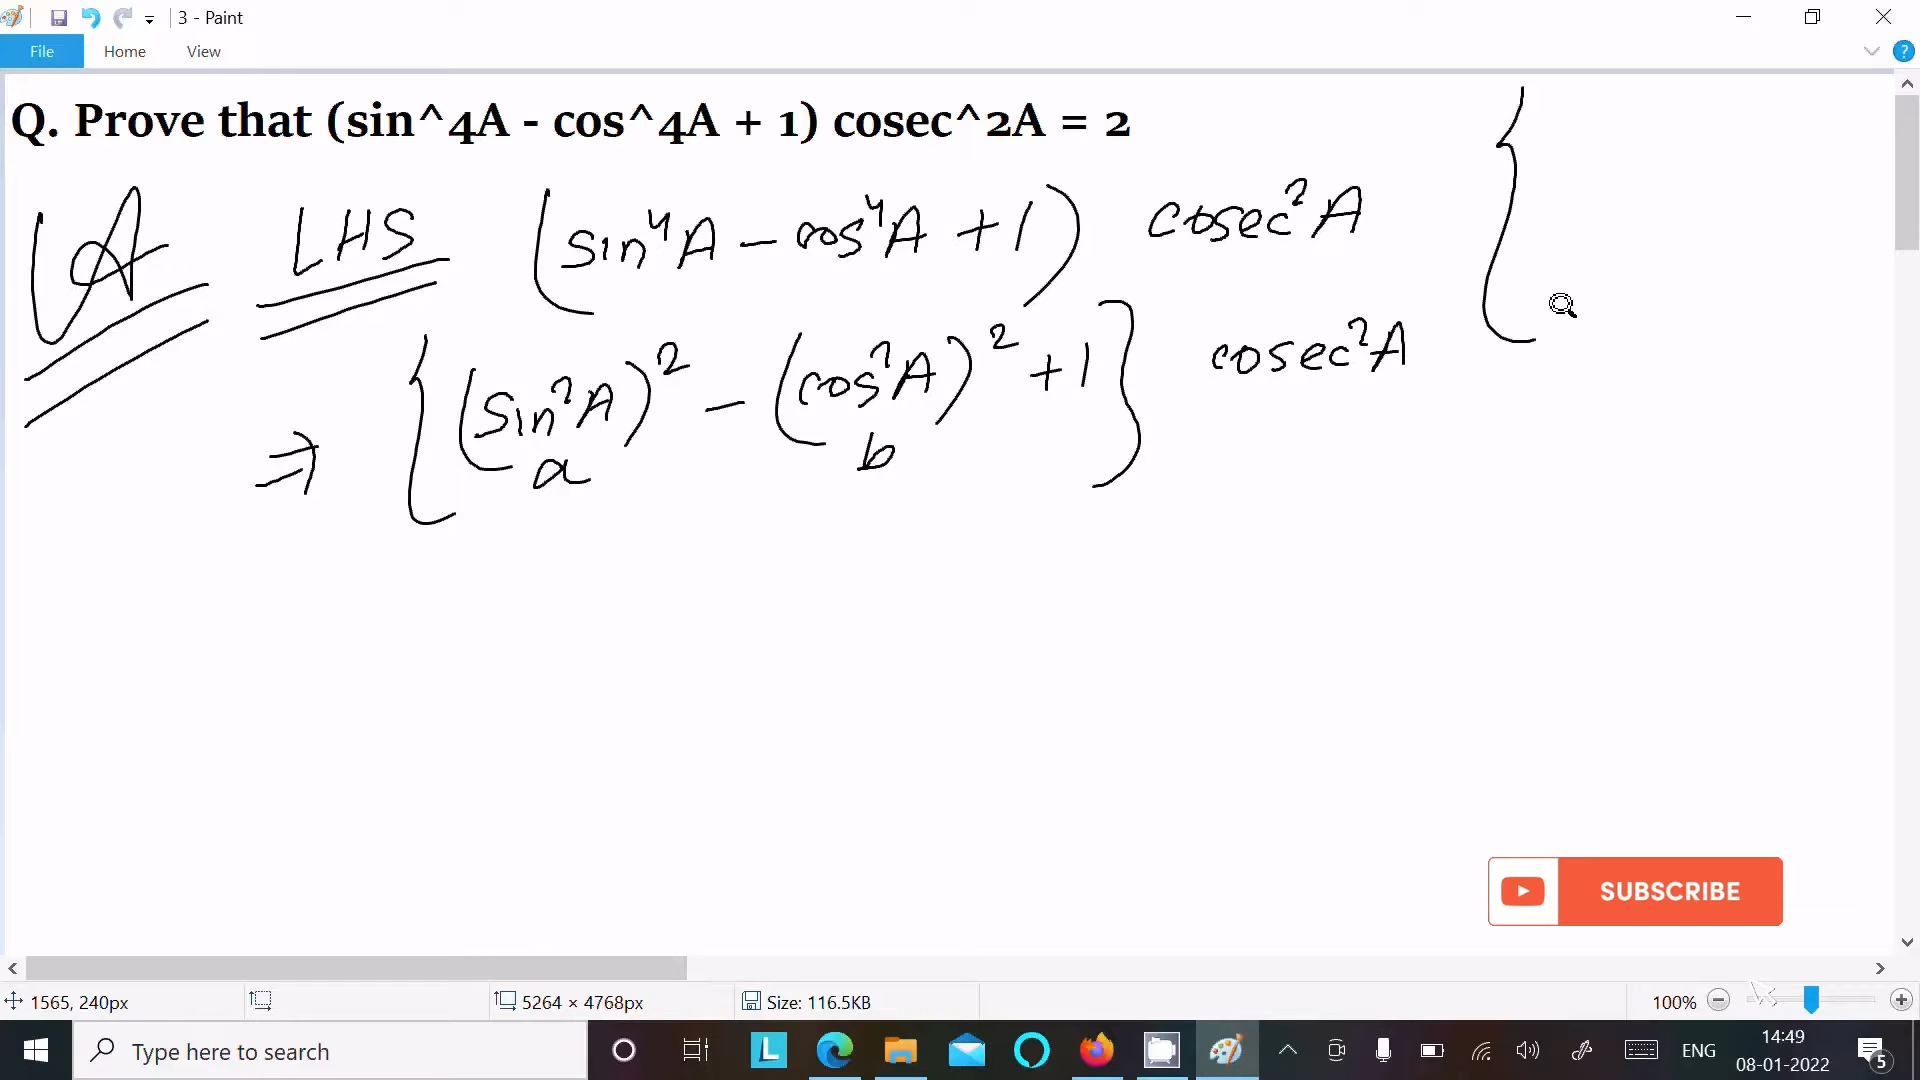 3 - Paint
File Home View
Q. Prove that (sin^4A - cos^4A + 1) cosec^2A = 2
A LHS (sin⁴A - cos⁴A + 1) cosec²A {
⇒ {(sin²A)² - (cos²A)² + 1} cosec²A
a b
SUBSCRIBE
1565, 240px 5264 × 4768px Size: 116.5KB 100%
Type here to search L ENG 14:49
08-01-2022 5